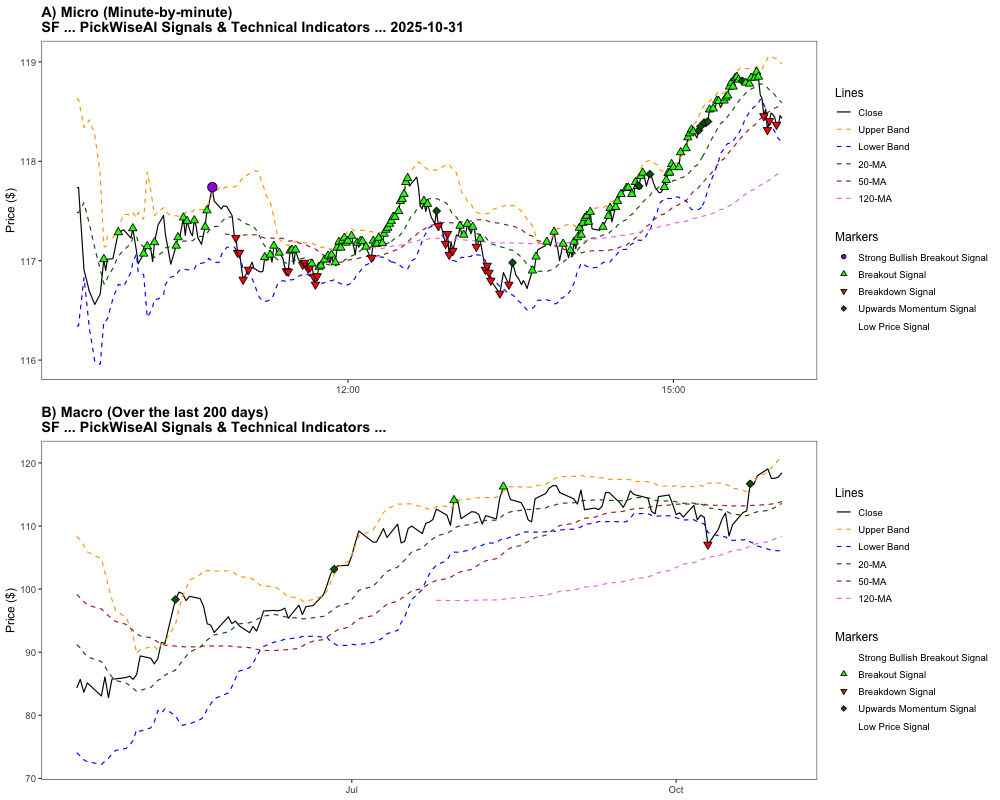 A) Micro (Minute-by-minute)
SF ... PickWiseAI Signals & Technical Indicators ... 2025-10-31
119
118
117
116
Price ($)
12:00
15:00
Lines
Close
Upper Band
Lower Band
20-MA
50-MA
120-MA
Markers
Strong Bullish Breakout Signal
Breakout Signal
Breakdown Signal
Upwards Momentum Signal
Low Price Signal
B) Macro (Over the last 200 days)
SF ... PickWiseAI Signals & Technical Indicators ...
120
110
100
90
80
70
Price ($)
Jul
Oct
Lines
Close
Upper Band
Lower Band
20-MA
50-MA
120-MA
Markers
Strong Bullish Breakout Signal
Breakout Signal
Breakdown Signal
Upwards Momentum Signal
Low Price Signal